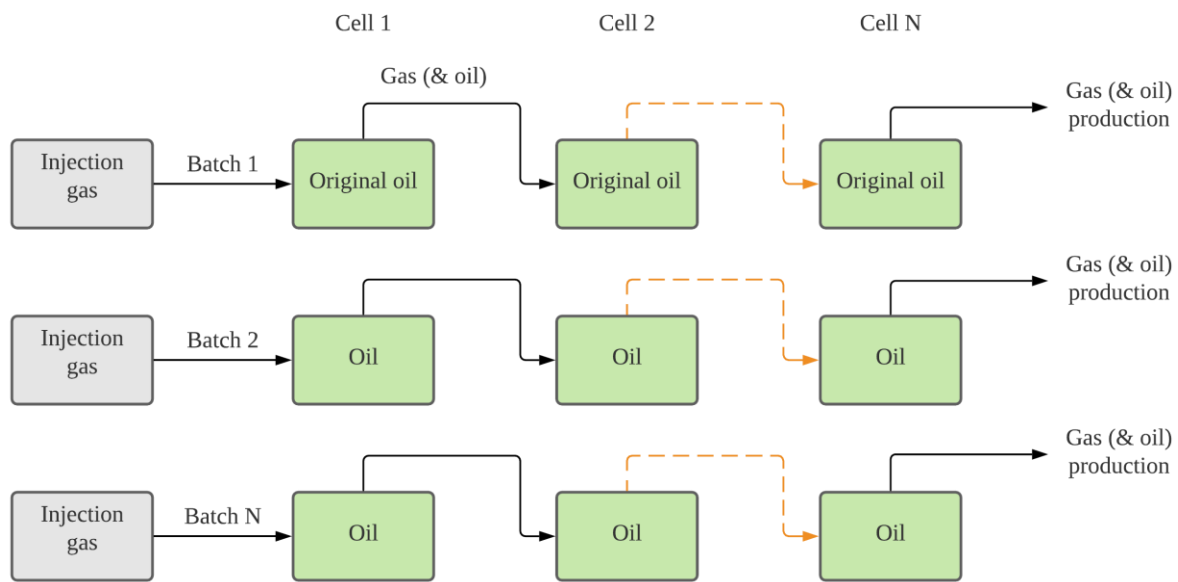 Cell 1
Cell 2
Cell N
Gas (& oil)
Gas (& oil)
production
Injection
gas
Batch 1
Original oil
Original oil
Original oil
Gas (& oil)
production
Injection
gas
Batch 2
Oil
Oil
Oil
Gas (& oil)
production
Injection
gas
Batch N
Oil
Oil
Oil